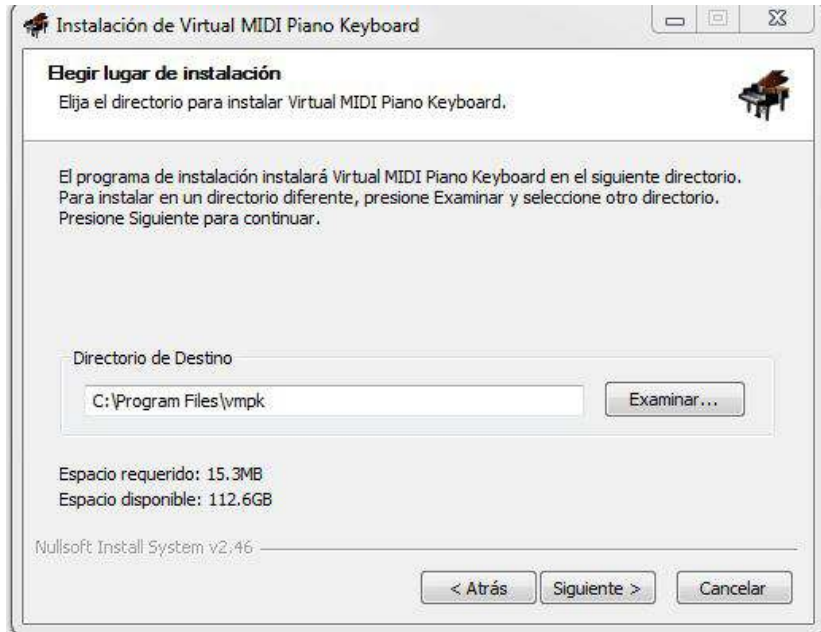 Instalación de Virtual MIDI Piano Keyboard
Elegir lugar de instalación
Elija el directorio para instalar Virtual MIDI Piano Keyboard.
El programa de instalación instalará Virtual MIDI Piano Keyboard en el siguiente directorio.
Para instalar en un directorio diferente, presione Examinar y seleccione otro directorio.
Presione Siguiente para continuar.
Directorio de Destino
C:\Program Files\vmpk
Examinar...
Espacio requerido: 15.3MB
Espacio disponible: 112.6GB
Nullsoft Install System v2.46
< Atrás Siguiente > Cancelar